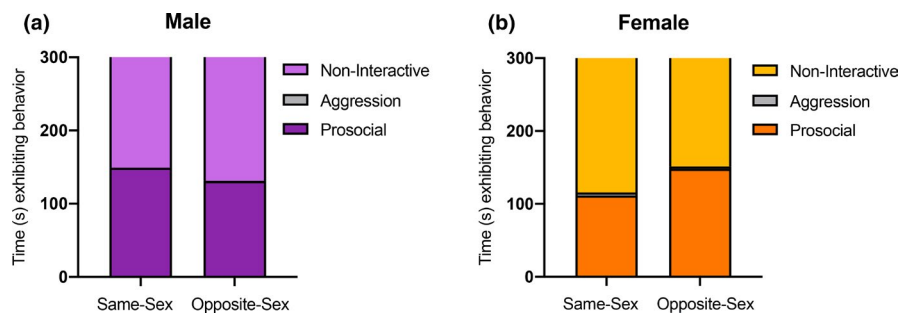 (a)
Male
Time (s) exhibiting behavior
300
200
100
0
Same-Sex
Opposite-Sex
Non-Interactive
Aggression
Prosocial
(b)
Female
Time (s) exhibiting behavior
300
200
100
0
Same-Sex
Opposite-Sex
Non-Interactive
Aggression
Prosocial